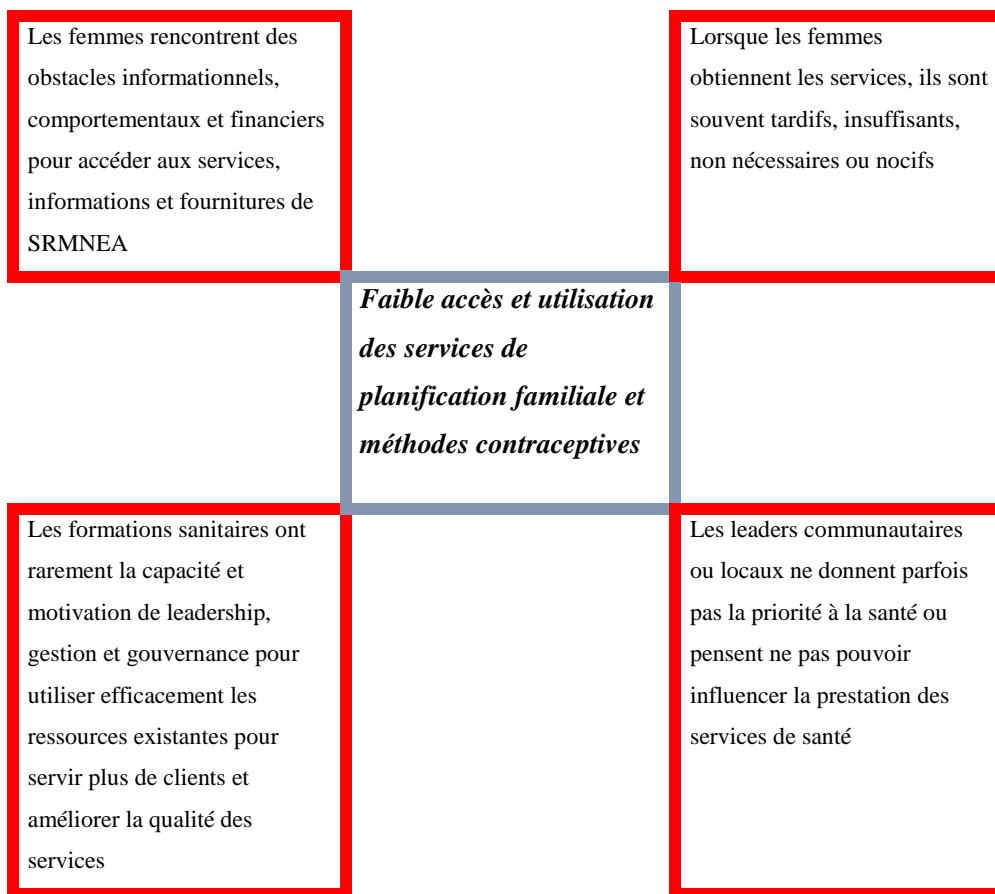 Les femmes rencontrent des
obstacles informationnels,
comportementaux et financiers
pour accéder aux services,
informations et fournitures de
SRMNEA
Lorsque les femmes
obtiennent les services, ils sont
souvent tardifs, insuffisants,
non nécessaires ou nocifs
Faible accès et utilisation
des services de
planification familiale et
méthodes contraceptives
Les formations sanitaires ont
rarement la capacité et
motivation de leadership,
gestion et gouvernance pour
utiliser efficacement les
ressources existantes pour
servir plus de clients et
améliorer la qualité des
services
Les leaders communautaires
ou locaux ne donnent parfois
pas la priorité à la santé ou
pensent ne pas pouvoir
influencer la prestation des
services de santé